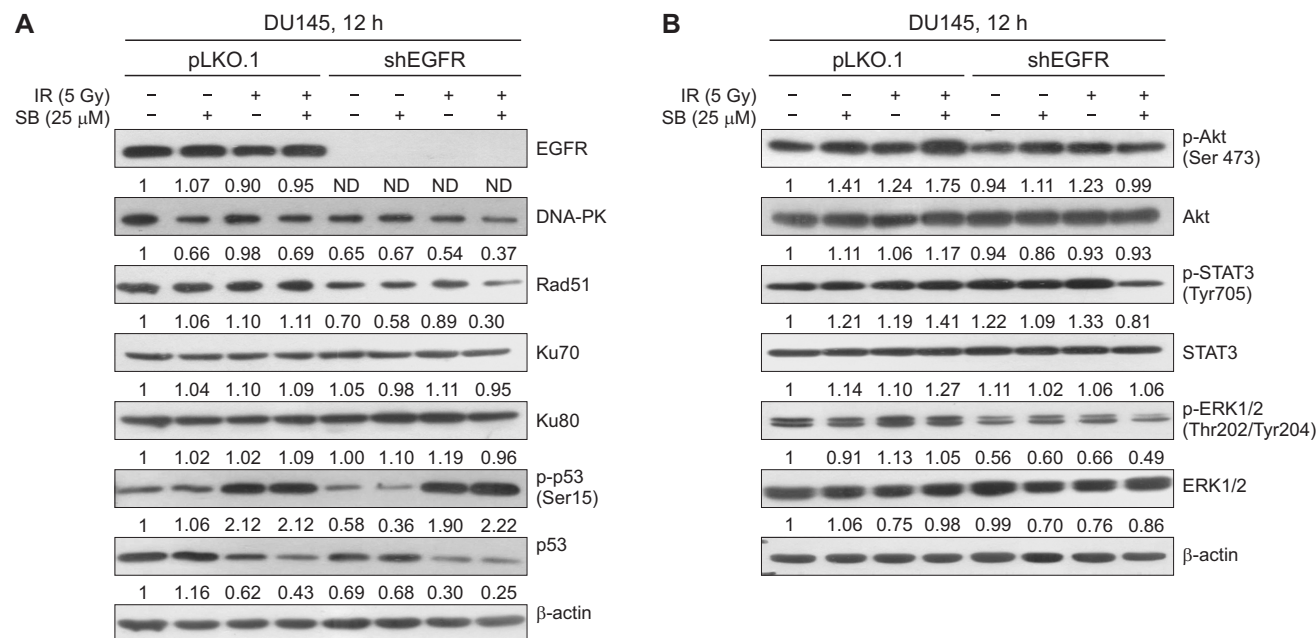 A
DU145, 12 h
pLKO.1 shEGFR
IR (5 Gy) – – + + – – + +
SB (25 μM) – + – + – + – +
EGFR
1 1.07 0.90 0.95 ND ND ND ND
DNA-PK
1 0.66 0.98 0.69 0.65 0.67 0.54 0.37
Rad51
1 1.06 1.10 1.11 0.70 0.58 0.89 0.30
Ku70
1 1.04 1.10 1.09 1.05 0.98 1.11 0.95
Ku80
1 1.02 1.02 1.09 1.00 1.10 1.19 0.96
p-p53
(Ser15)
1 1.06 2.12 2.12 0.58 0.36 1.90 2.22
p53
1 1.16 0.62 0.43 0.69 0.68 0.30 0.25
β-actin
B
DU145, 12 h
pLKO.1 shEGFR
IR (5 Gy) – – + + – – + +
SB (25 μM) – + – + – + – +
p-Akt
(Ser 473)
1 1.41 1.24 1.75 0.94 1.11 1.23 0.99
Akt
1 1.11 1.06 1.17 0.94 0.86 0.93 0.93
p-STAT3
(Tyr705)
1 1.21 1.19 1.41 1.22 1.09 1.33 0.81
STAT3
1 1.14 1.10 1.27 1.11 1.02 1.06 1.06
p-ERK1/2
(Thr202/Tyr204)
1 0.91 1.13 1.05 0.56 0.60 0.66 0.49
ERK1/2
1 1.06 0.75 0.98 0.99 0.70 0.76 0.86
β-actin